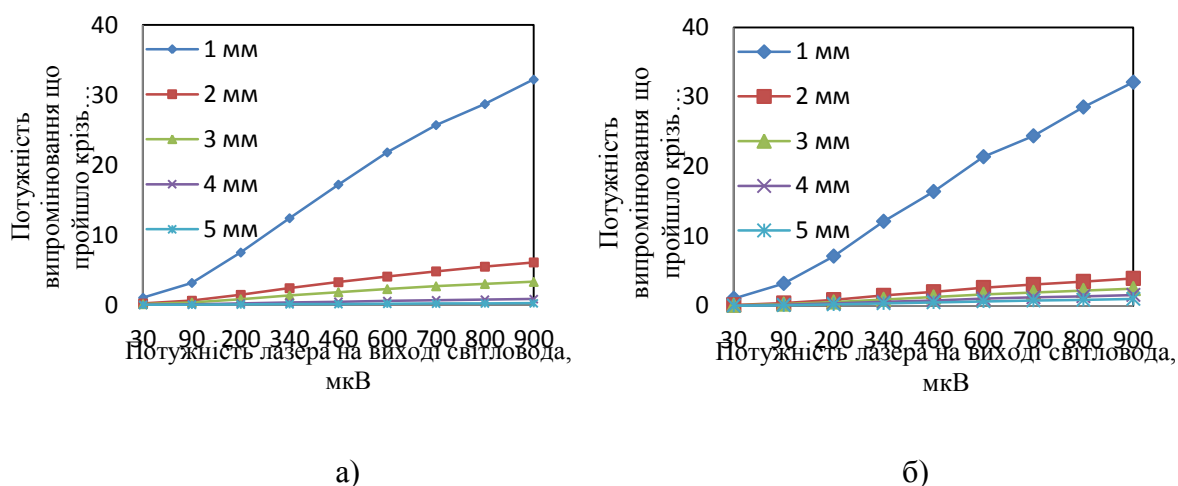 40
30
20
10
0
Потужність
випромінювання що
пройшло крізь…
1 мм
2 мм
3 мм
4 мм
5 мм
30 90 200 340 460 600 700 800 900
Потужність лазера на виході світловода,
мкВ
а)
40
30
20
10
0
Потужність
випромінювання що
пройшло крізь…
1 мм
2 мм
3 мм
4 мм
5 мм
30 90 200 340 460 600 700 800 900
Потужність лазера на виході світловода,
мкВ
б)